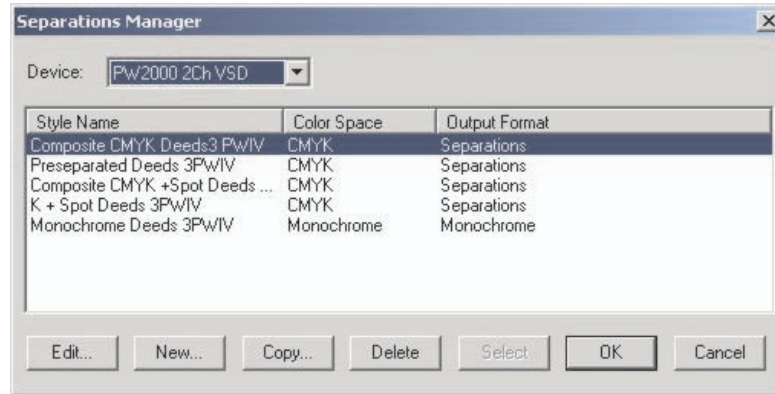 Separations Manager
Device: PW2000 2Ch VSD
Style Name Color Space Output Format
Composite CMYK Deeds3 PWIV CMYK Separations
Preseparated Deeds 3PWIV CMYK Separations
Composite CMYK +Spot Deeds ... CMYK Separations
K + Spot Deeds 3PWIV CMYK Separations
Monochrome Deeds 3PWIV Monochrome Monochrome
Edit... New... Copy... Delete Select OK Cancel